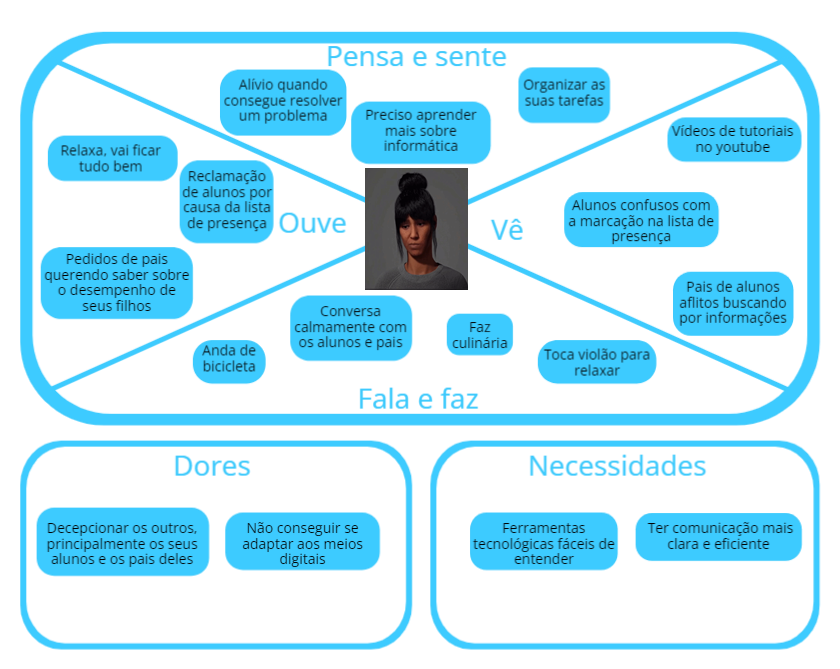 Pensa e sente
Alívio quando
consegue resolver
um problema
Preciso aprender
mais sobre
informática
Organizar as
suas tarefas
Ouve
Relaxa, vai ficar
tudo bem
Reclamação
de alunos por
causa da lista
de presença
Pedidos de pais
querendo saber sobre
o desempenho de
seus filhos
Vê
Vídeos de tutoriais
no youtube
Alunos confusos com
a marcação na lista de
presença
Pais de alunos
aflitos buscando
por informações
Conversa
calmamente com
os alunos e pais
Faz
culinária
Anda de
bicicleta
Toca violão para
relaxar
Fala e faz
Dores
Decepcionar os outros,
principalmente os seus
alunos e os pais deles
Não conseguir se
adaptar aos meios
digitais
Necessidades
Ferramentas
tecnológicas fáceis de
entender
Ter comunicação mais
clara e eficiente